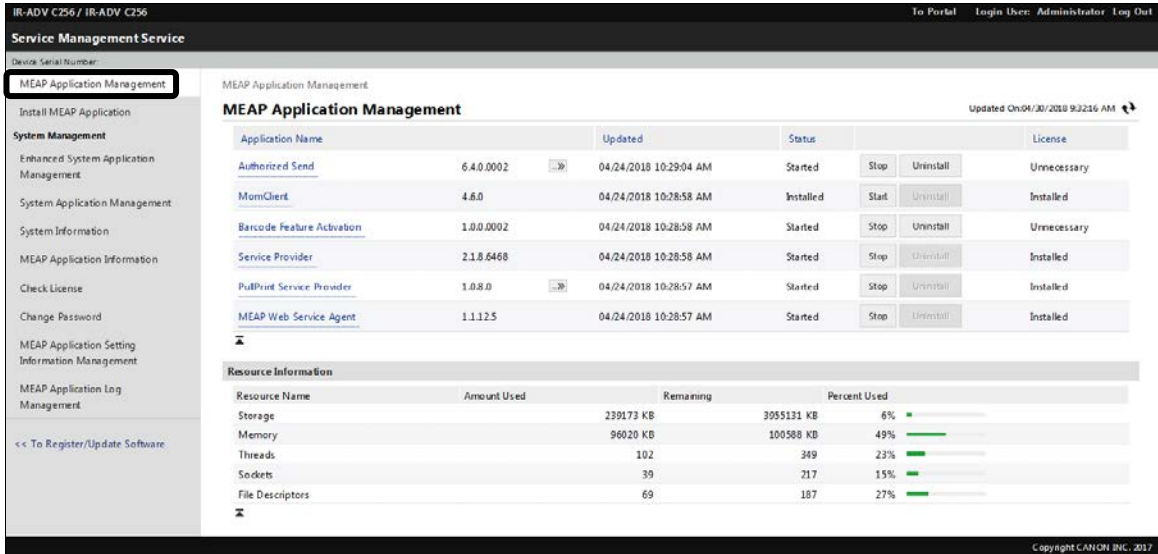 IR-ADV C256 / IR-ADV C256 To Portal Login User: Administrator Log Out
Service Management Service
Device Serial Number:
MEAP Application Management
Install MEAP Application
System Management
Enhanced System Application
Management
System Application Management
System Information
MEAP Application Information
Check License
Change Password
MEAP Application Setting
Information Management
MEAP Application Log
Management
<< To Register/Update Software
MEAP Application Management
MEAP Application Management Updated On:04/30/2018 9:32:16 AM
Application Name Updated Status License
Authorized Send 6.4.0.0002 ..» 04/24/2018 10:29:04 AM Started Stop Uninstall Unnecessary
MomClient 4.6.0 04/24/2018 10:28:58 AM Installed Start Uninstall Installed
Barcode Feature Activation 1.0.0.0002 04/24/2018 10:28:58 AM Started Stop Uninstall Unnecessary
Service Provider 2.1.8.6468 04/24/2018 10:28:58 AM Started Stop Uninstall Installed
PullPrint Service Provider 1.0.8.0 ..» 04/24/2018 10:28:57 AM Started Stop Uninstall Installed
MEAP Web Service Agent 1.1.12.5 04/24/2018 10:28:57 AM Started Stop Uninstall Installed
Resource Information
Resource Name Amount Used Remaining Percent Used
Storage 239173 KB 3955131 KB 6%
Memory 96020 KB 100588 KB 49%
Threads 102 349 23%
Sockets 39 217 15%
File Descriptors 69 187 27%
Copyright CANON INC. 2017